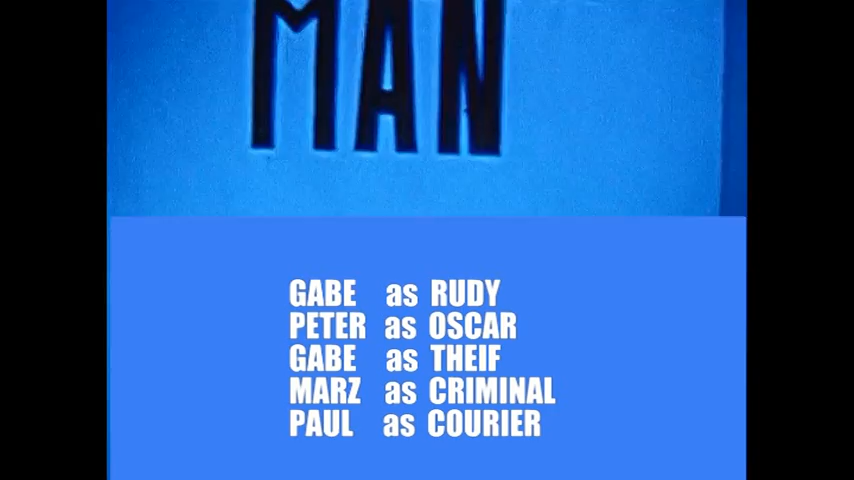 MAN
GABE as RUDY
PETER as OSCAR
GABE as THEIF
MARZ as CRIMINAL
PAUL as COURIER